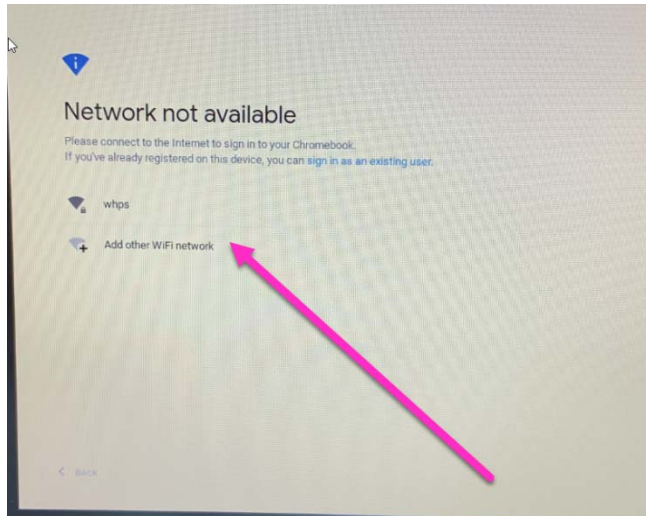 Network not available
Please connect to the Internet to sign in to your Chromebook.
If you've already registered on this device, you can sign in as an existing user.
whps
Add other WiFi network
Back